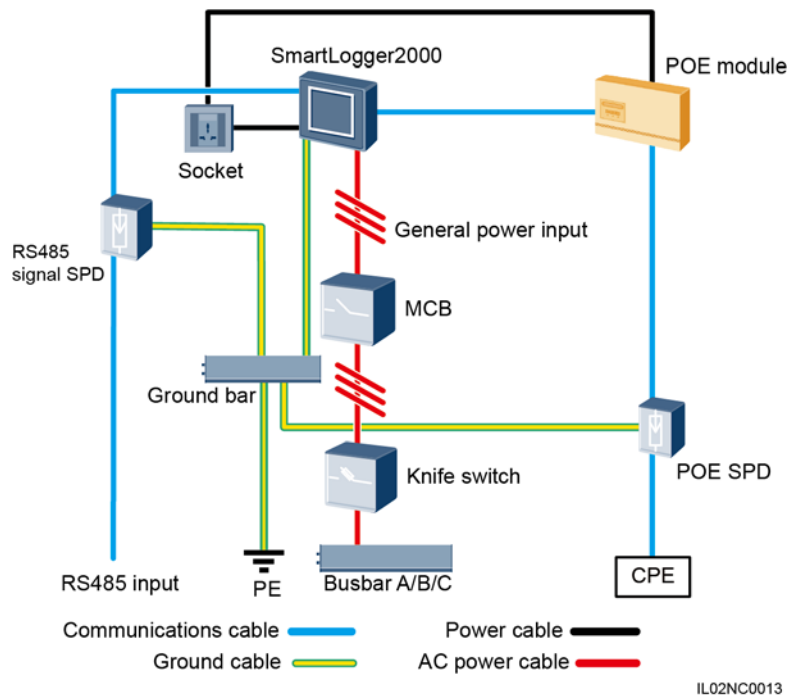 SmartLogger2000
POE module
Socket
General power input
RS485
signal SPD
MCB
Ground bar
Knife switch
POE SPD
RS485 input
PE
Busbar A/B/C
CPE
Communications cable
Power cable
Ground cable
AC power cable
IL02NC0013